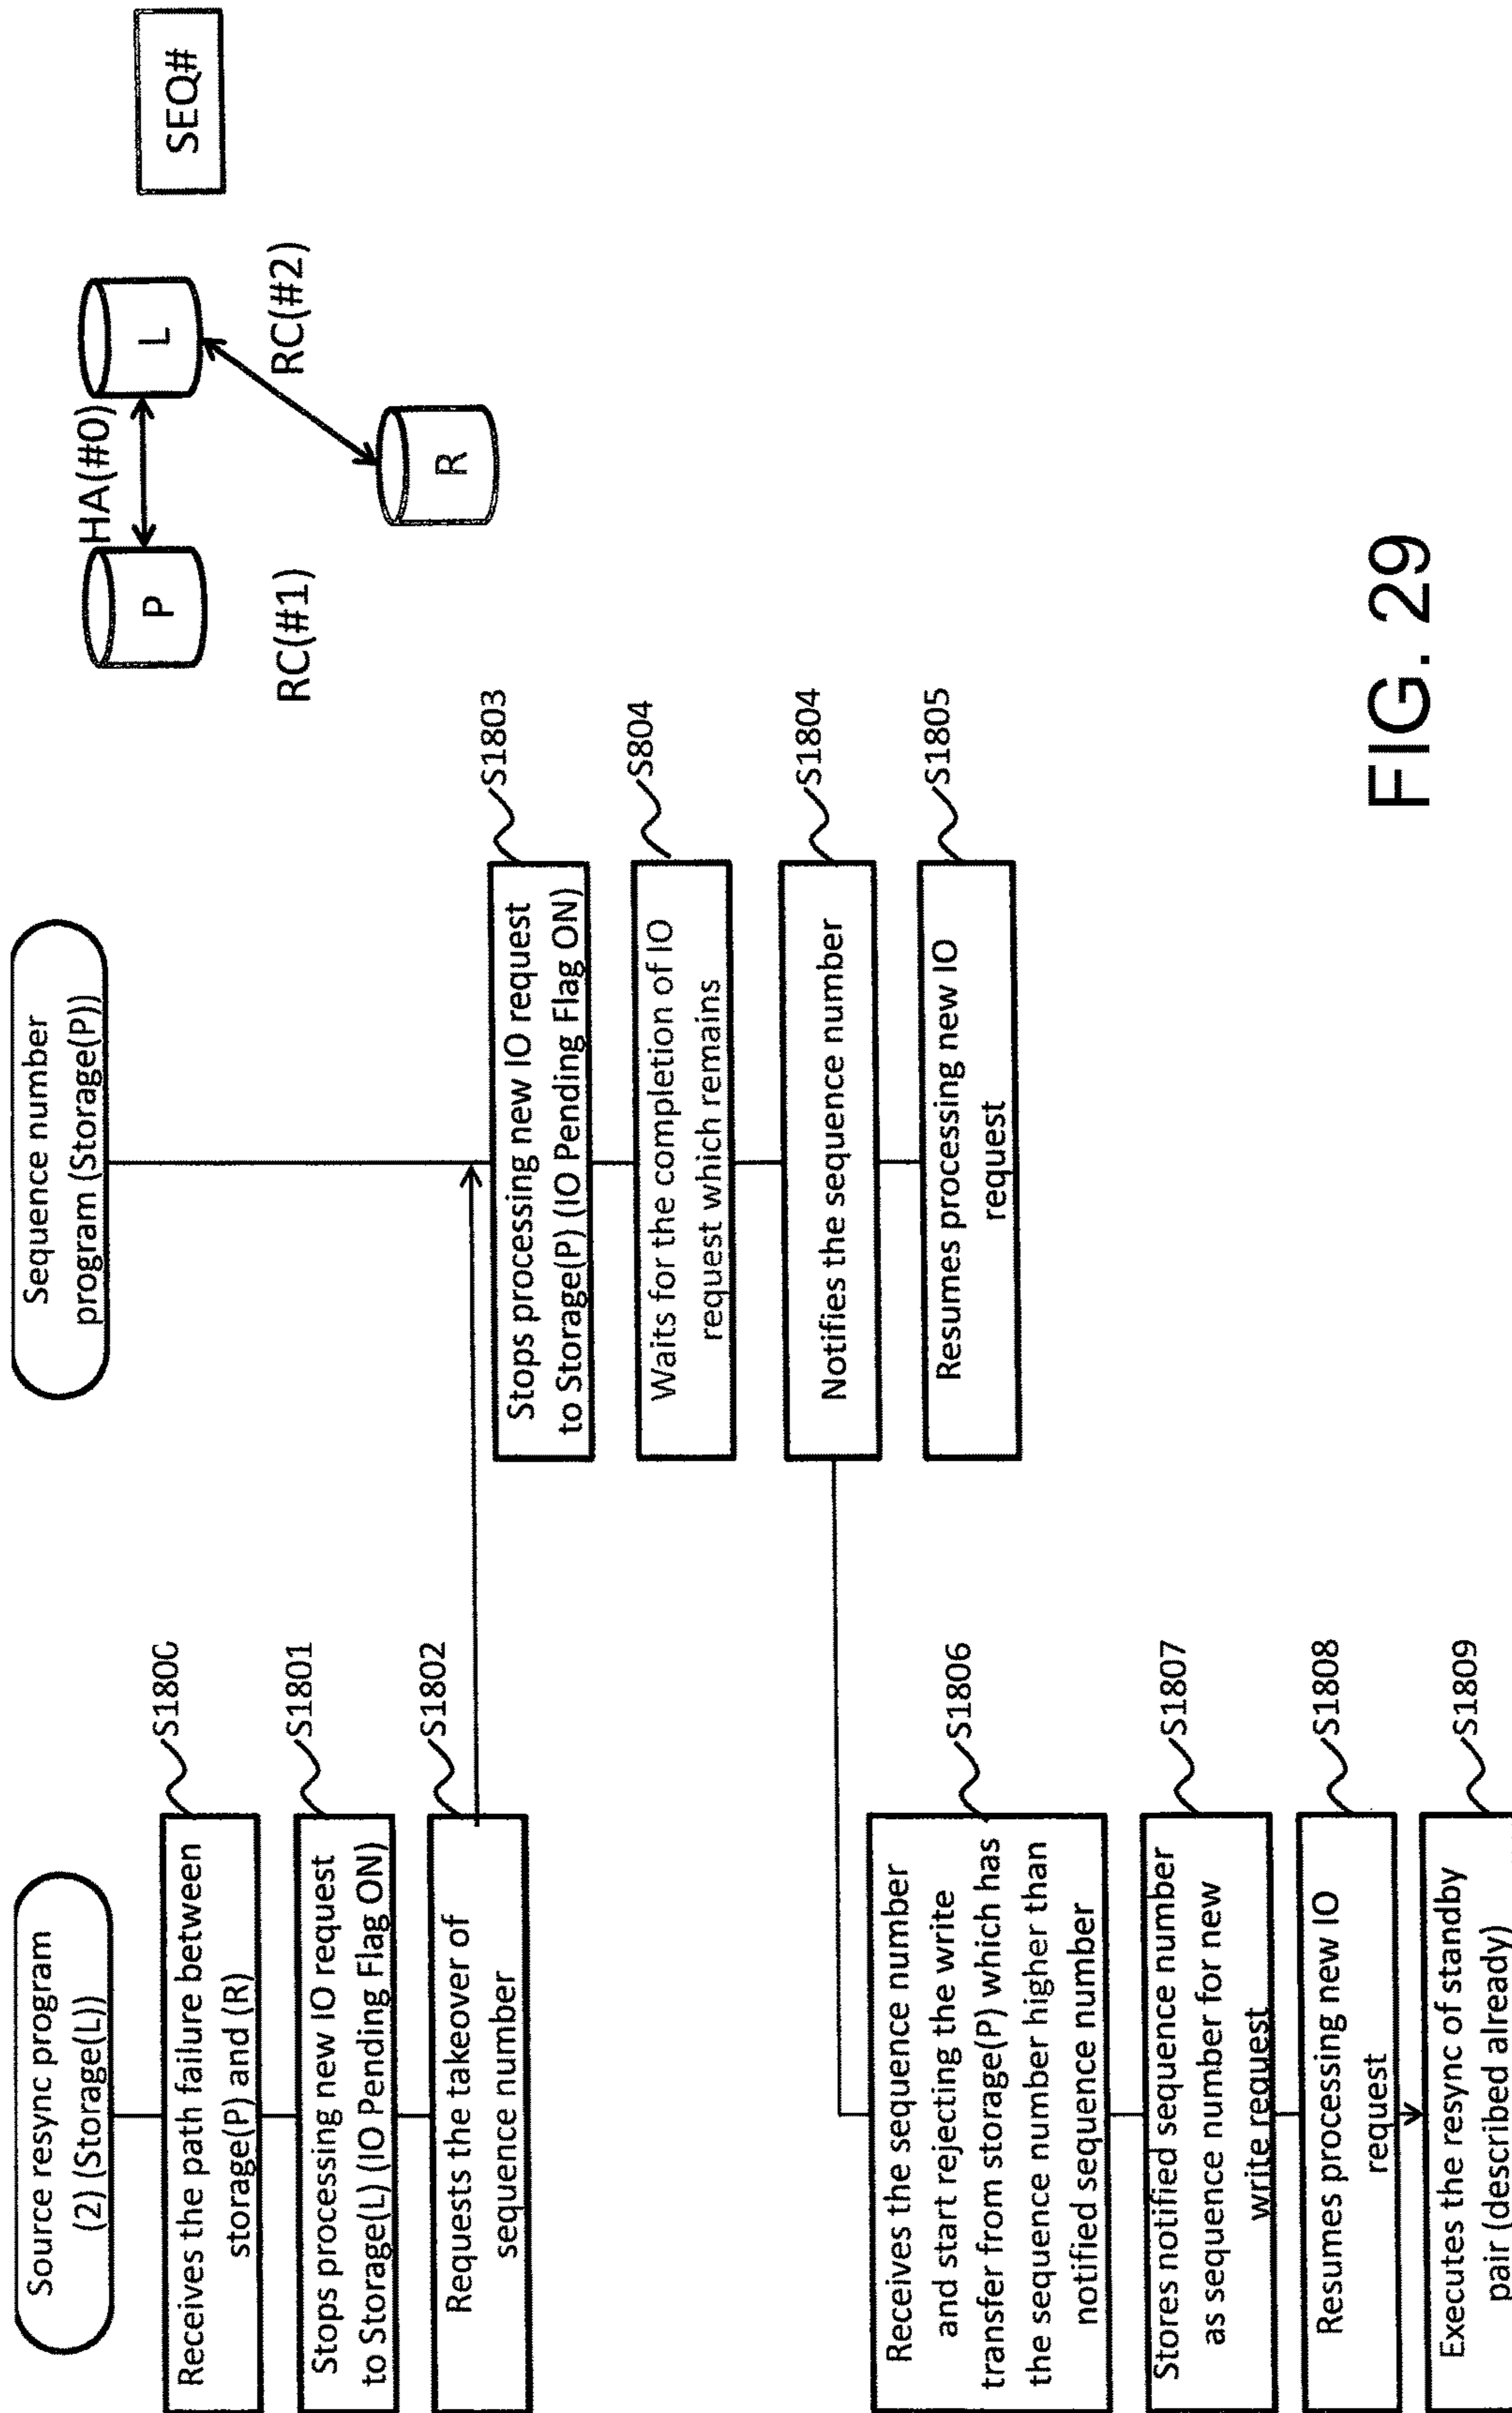 Source resync program
(2) (Storage(L))
Receives the path failure between
storage(P) and (R)
S1800
Stops processing new IO request
to Storage(L) (IO Pending Flag ON)
S1801
Requests the takeover of
sequence number
S1802
Sequence number
program (Storage(P))
Stops processing new IO request
to Storage(P) (IO Pending Flag ON)
S1803
Waits for the completion of IO
request which remains
S804
Notifies the sequence number
S1804
Resumes processing new IO
request
S1805
Receives the sequence number
and start rejecting the write
transfer from storage(P) which has
the sequence number higher than
notified sequence number
S1806
Stores notified sequence number
as sequence number for new
write request
S1807
Resumes processing new IO
request
S1808
Executes the resync of standby
pair (described already)
S1809
P
HA(#0)
L
SEQ#
RC(#1)
RC(#2)
R
FIG. 29